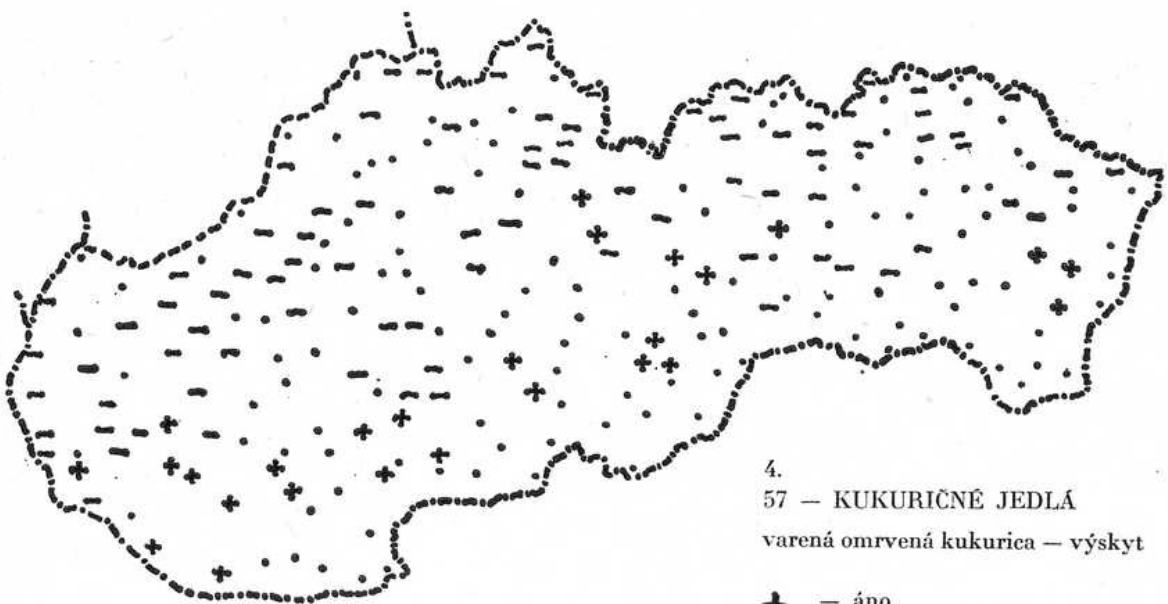 4.
57 — KUKURIČNÉ JEDLÁ
varená omrvená kukurica — výskyt
— áno